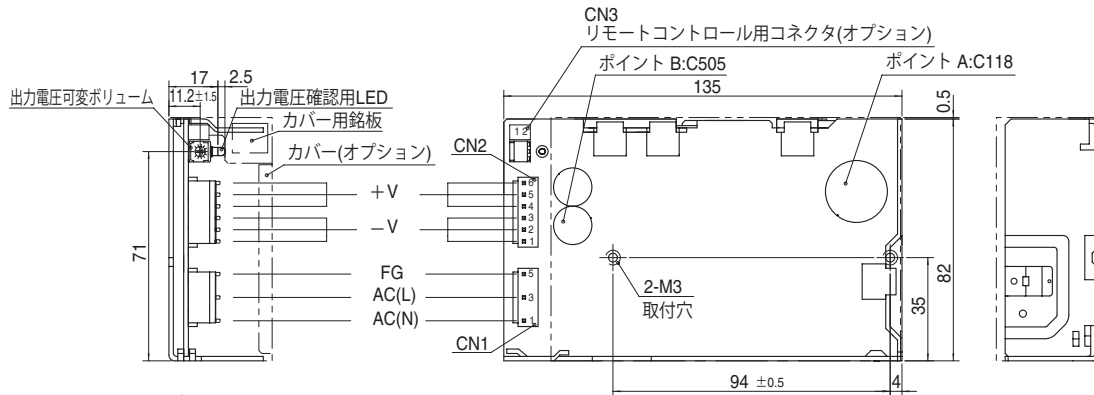 CN3
リモートコントロール用コネクタ(オプション)
ポイント B:C505
ポイント A:C118
17
2.5
11.2±1.5
135
0.5
出力電圧可変ボリューム
出力電圧確認用LED
カバー用銘板
カバー(オプション)
1 2
CN2
+V
-V
6
5
4
3
2
1
71
82
FG
AC(L)
AC(N)
5
3
1
2-M3
取付穴
35
CN1
94 ±0.5
4